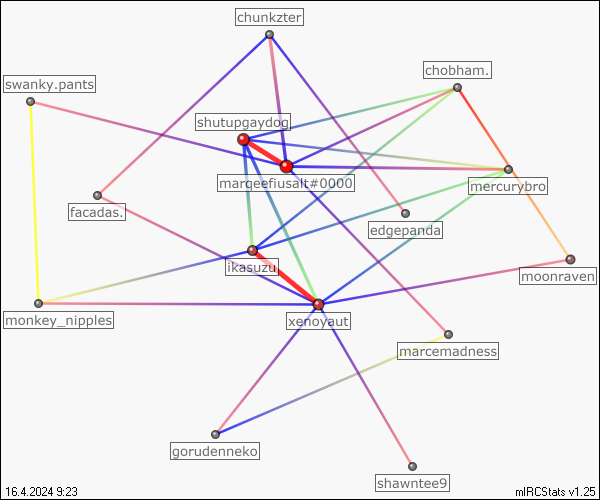 chunkzter
chobham.
swanky.pants
shutupgaydog
marqeefiusalt#0000
mercurybro
facadas.
edgepanda
ikasuzu
moonraven
monkey_nipples
xenoyaut
marcemadness
gorudenneko
shawntee9
16.4.2024 9:23
mIRCStats v1.25